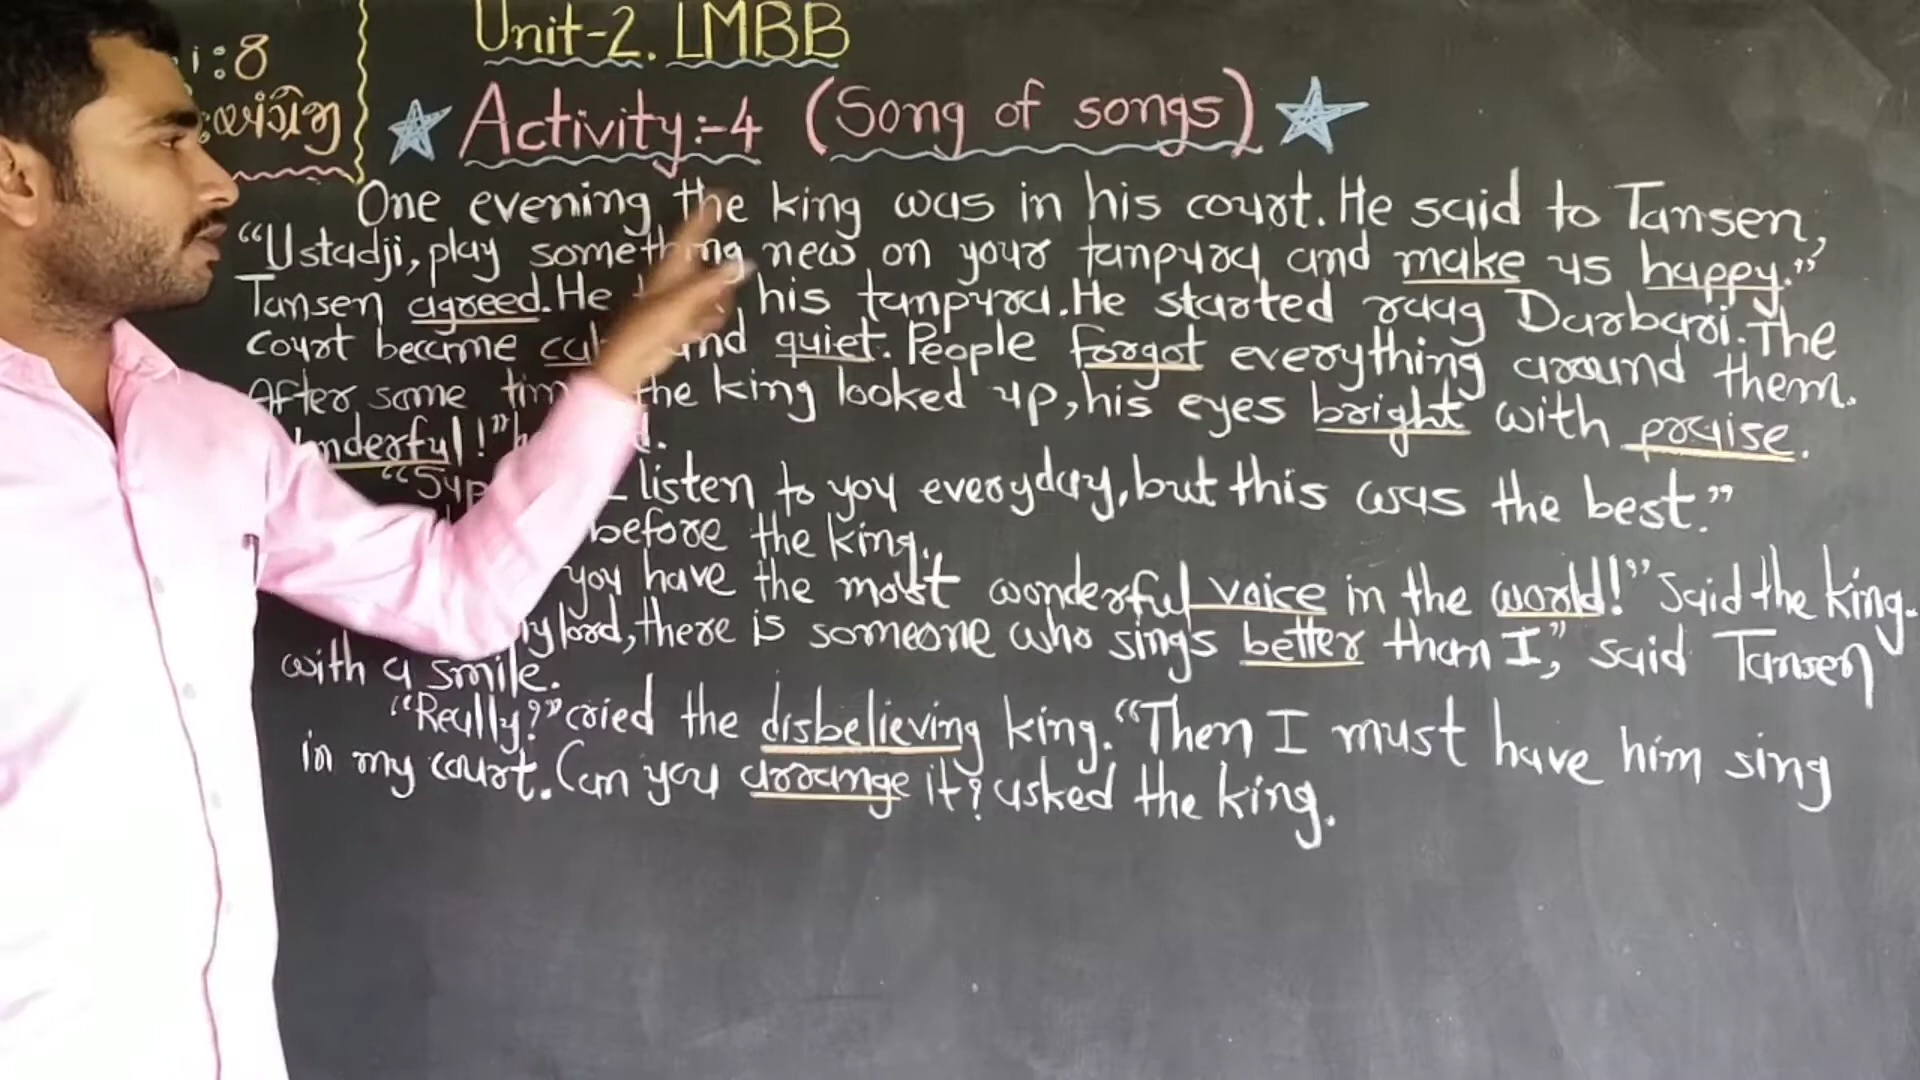 :8
:અંગ્રેજી
Unit-2. LMBB
Activity:-4 (Song of songs)
One evening the king was in his court. He said to Tansen,
"Ustadji, play something new on your tanpura and make us happy."
Tansen agreed. He his tanpura. He started raag Darbari. The
court became and quiet. People forgot everything around them.
After some the king looked up, his eyes bright with praise.
listen to you everyday, but this was the best."
before the king.
you have the most wonderful voice in the world!" said the king.
lord, there is someone who sings better than I," said Tansen
with a smile.
"Really?" cried the disbelieving king. "Then I must have him sing
in my court. Can you arrange it? asked the king.